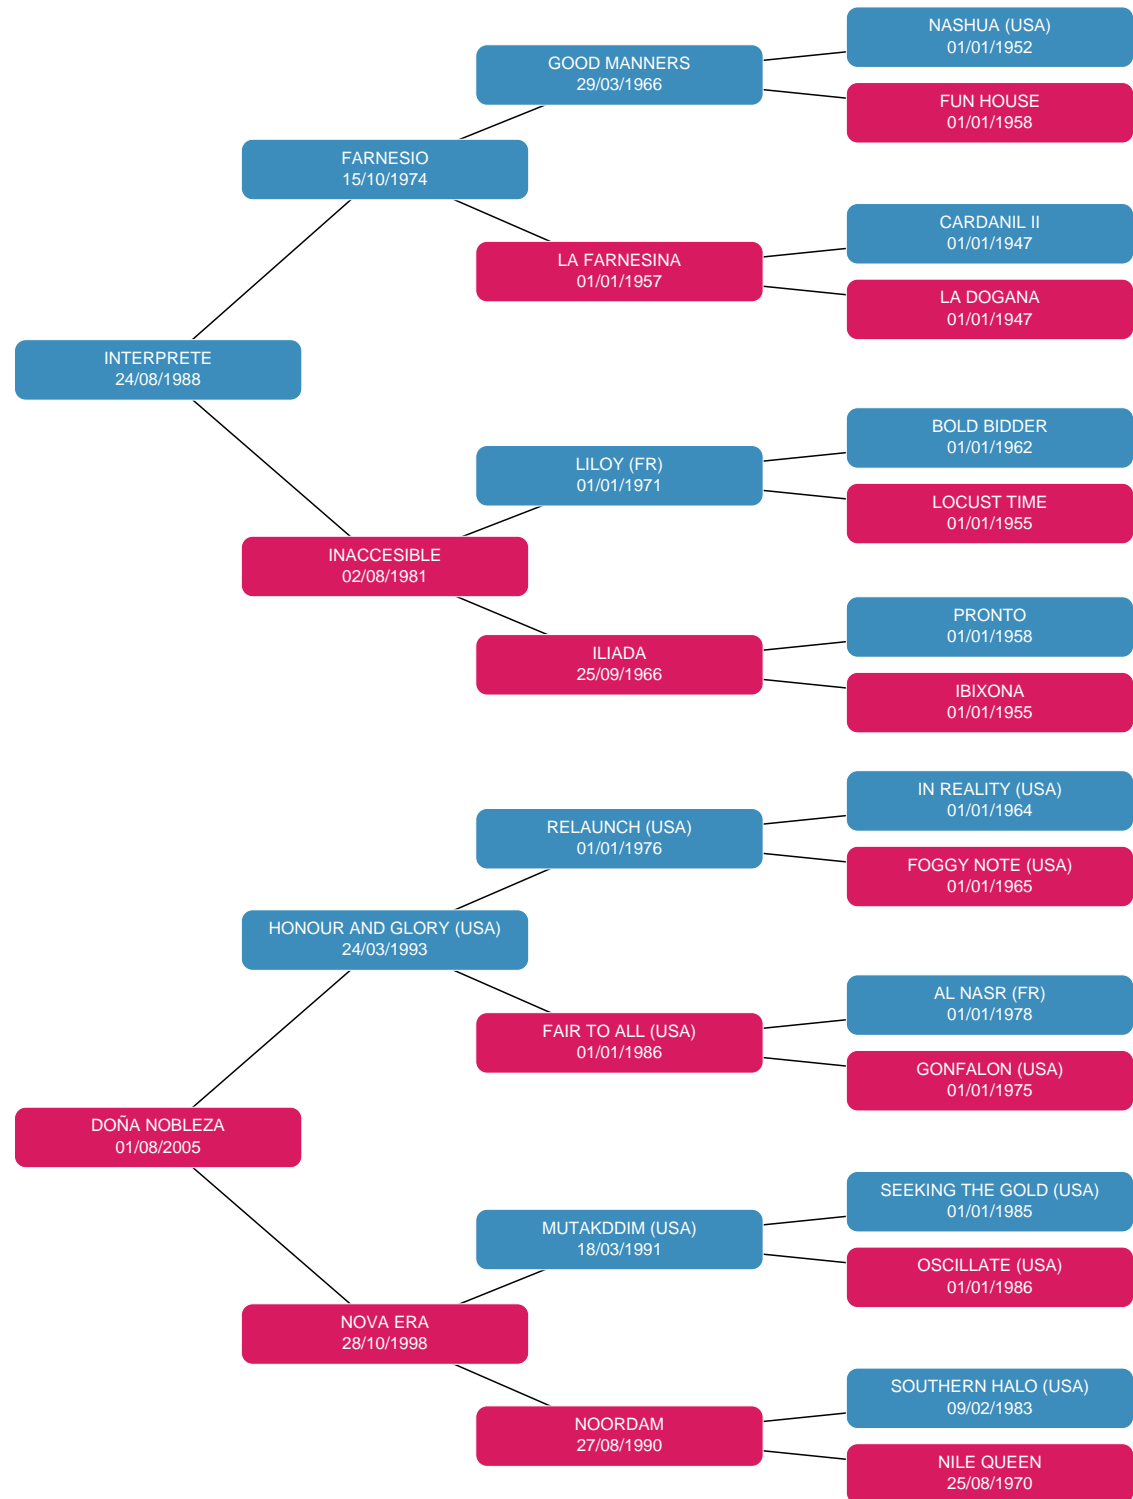 NASHUA (USA)
01/01/1952
GOOD MANNERS
29/03/1966
FUN HOUSE
01/01/1958
FARNESIO
15/10/1974
CARDANIL II
01/01/1947
LA FARNESINA
01/01/1957
LA DOGANA
01/01/1947
INTERPRETE
24/08/1988
BOLD BIDDER
01/01/1962
LILOY (FR)
01/01/1971
LOCUST TIME
01/01/1955
INACCESIBLE
02/08/1981
PRONTO
01/01/1958
ILIADA
25/09/1966
IBIXONA
01/01/1955
IN REALITY (USA)
01/01/1964
RELAUNCH (USA)
01/01/1976
FOGGY NOTE (USA)
01/01/1965
HONOUR AND GLORY (USA)
24/03/1993
AL NASR (FR)
01/01/1978
FAIR TO ALL (USA)
01/01/1986
GONFALON (USA)
01/01/1975
DOÑA NOBLEZA
01/08/2005
SEEKING THE GOLD (USA)
01/01/1985
MUTAKDDIM (USA)
18/03/1991
OSCILLATE (USA)
01/01/1986
NOVA ERA
28/10/1998
SOUTHERN HALO (USA)
09/02/1983
NOORDAM
27/08/1990
NILE QUEEN
25/08/1970